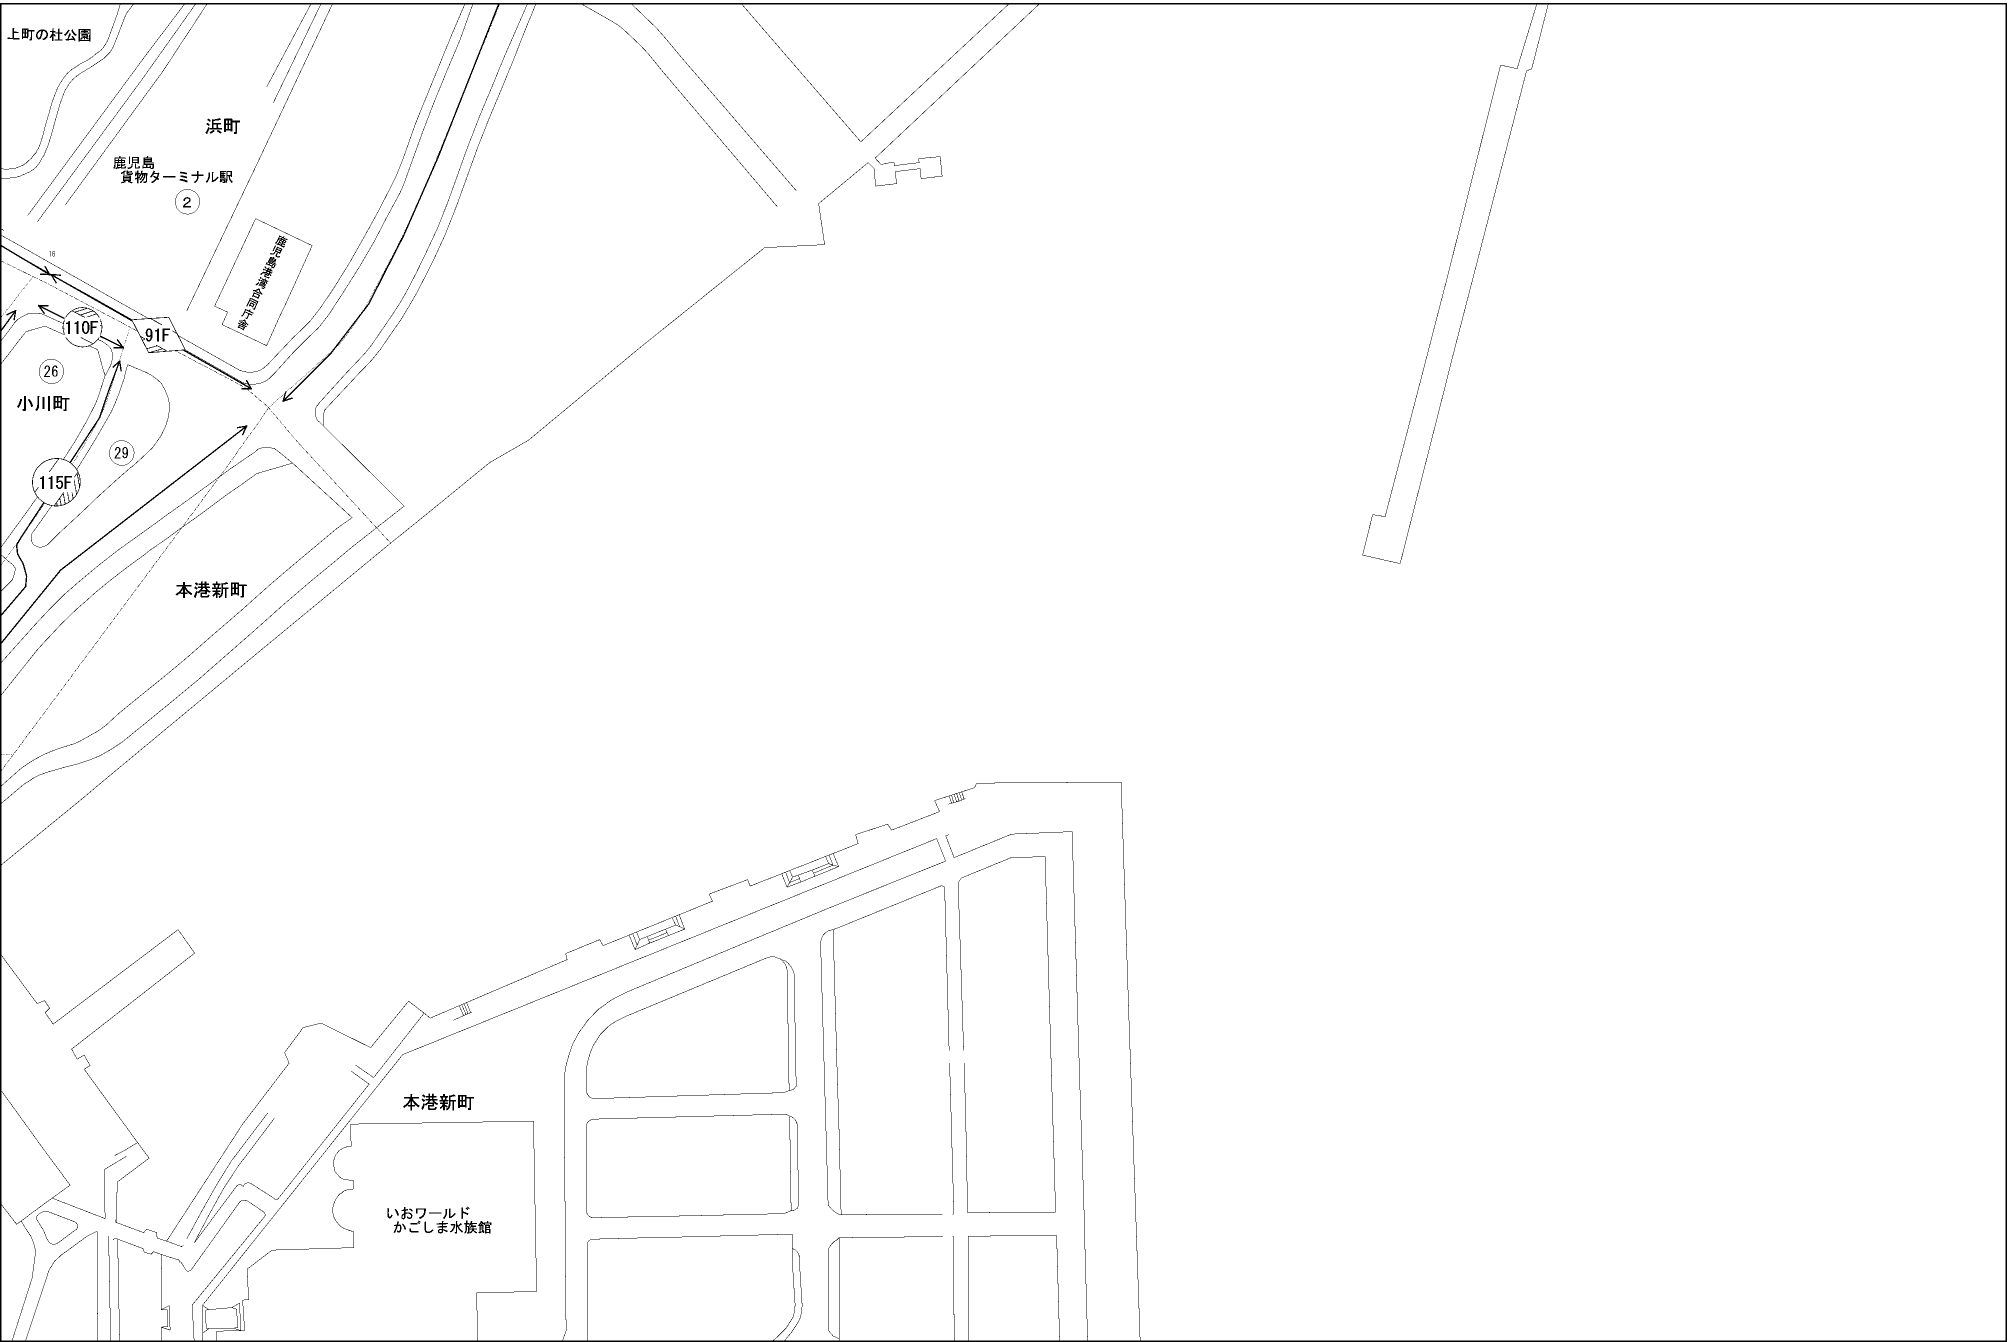 上町の杜公園
浜町
鹿児島
貨物ターミナル駅
2
鹿児島港湾合同庁舎
16
110F
91F
26
小川町
29
115F
本港新町
本港新町
いおワールド
かごしま水族館